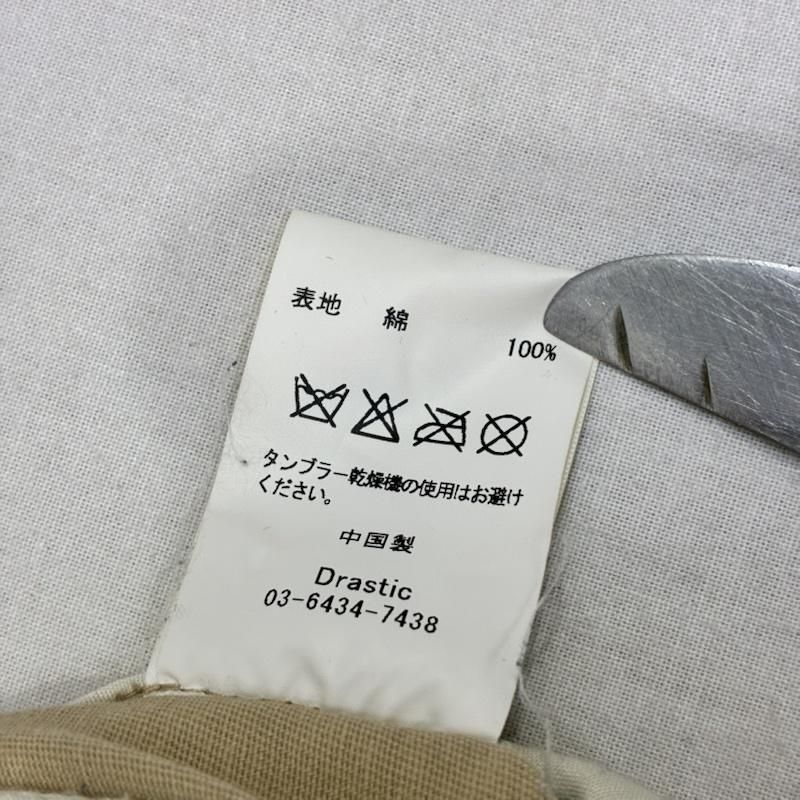 表地 綿 100%
タンブラー乾燥機の使用はお避け
ください。
中国製
Drastic
03-6434-7438